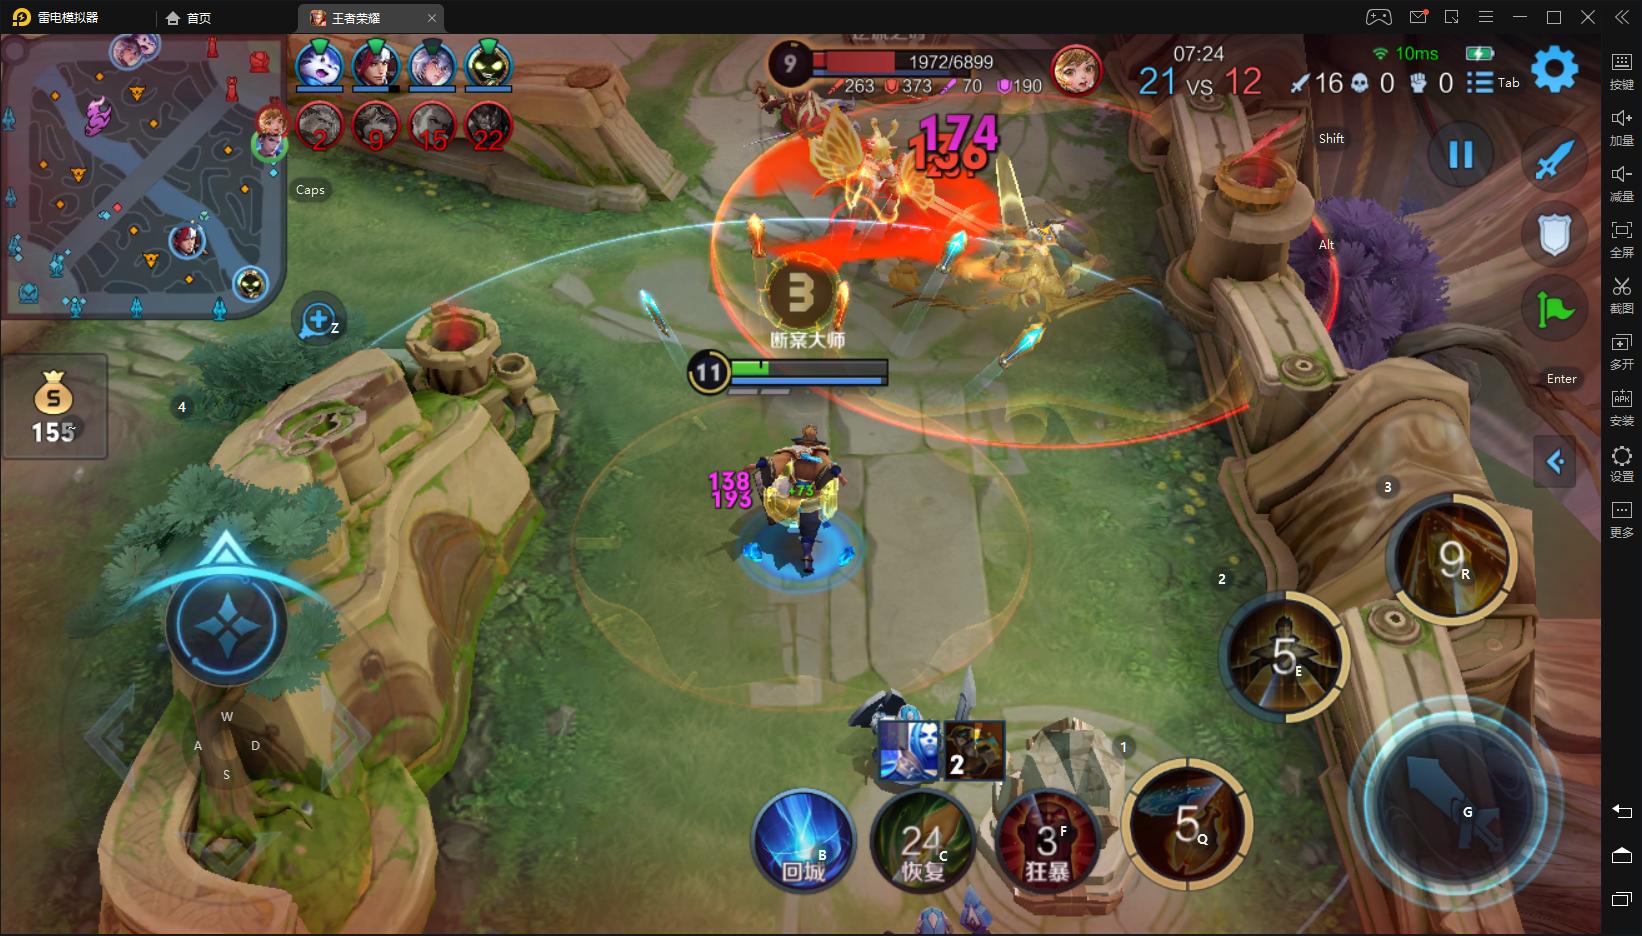 雷电模拟器
首页
王者荣耀
9
1972/6899
263 373 70 190
07:24
21 VS 12
10ms
16 0 0
Tab
按键
加量
减量
全屏
截图
多开
安装
设置
更多
2 9 15 22
Caps
Shift
Alt
Enter
174
136
3
断案大师
Z
11
155
4
138
193
+73
3
9
R
2
5
E
W
A D
S
2
1
回城 B
24
恢复 C
3 F
狂暴
5
Q
G
APK